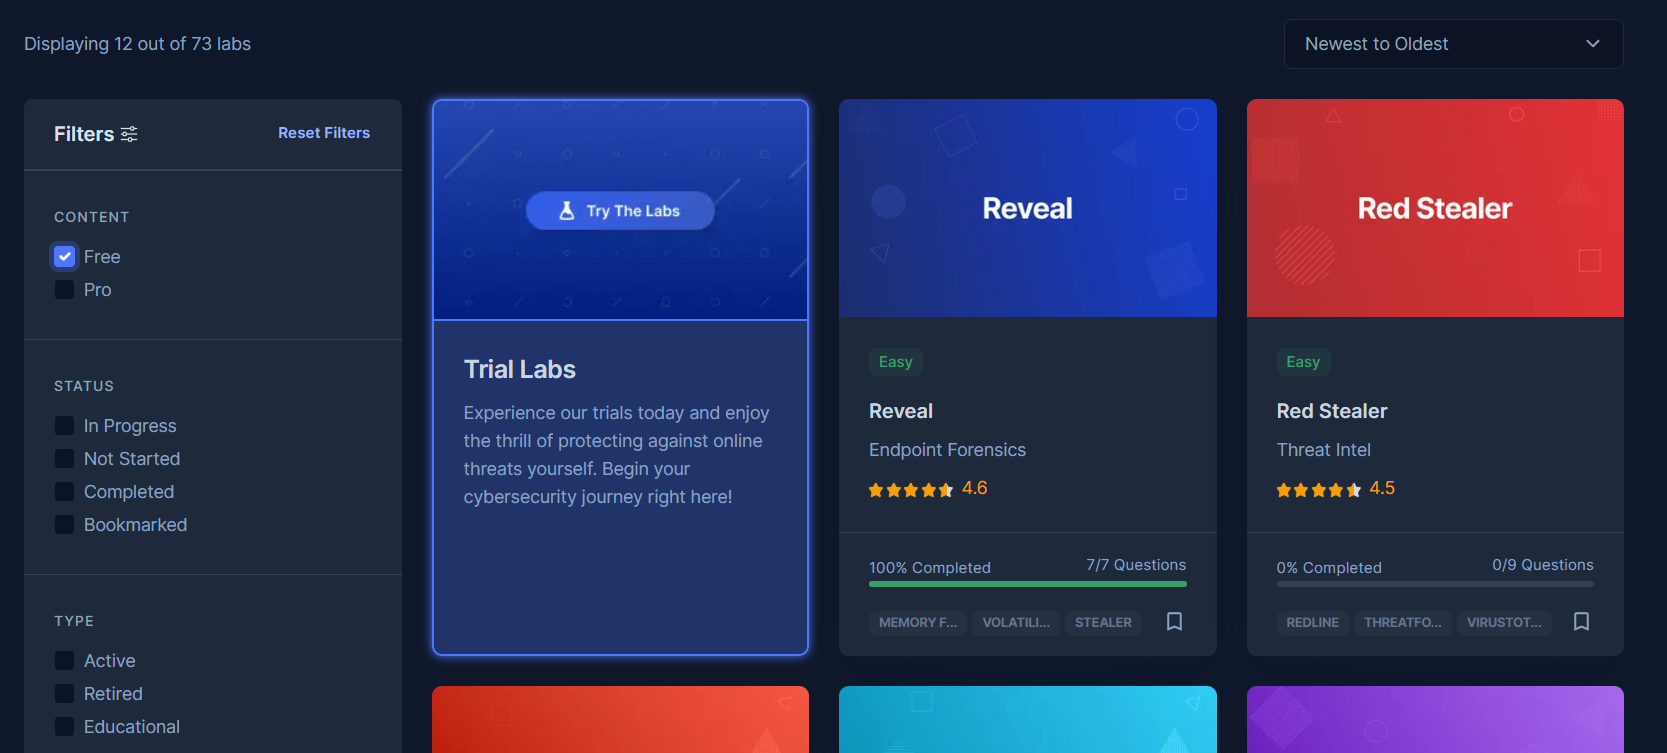 Displaying 12 out of 73 labs
Newest to Oldest
Filters
Reset Filters
CONTENT
Free
Pro
STATUS
In Progress
Not Started
Completed
Bookmarked
TYPE
Active
Retired
Educational
Try The Labs
Trial Labs
Experience our trials today and enjoy
the thrill of protecting against online
threats yourself. Begin your
cybersecurity journey right here!
Reveal
Easy
Reveal
Endpoint Forensics
4.6
100% Completed
7/7 Questions
MEMORY F...
VOLATILI...
STEALER
Red Stealer
Easy
Red Stealer
Threat Intel
4.5
0% Completed
0/9 Questions
REDLINE
THREATFO...
VIRUSTOT...